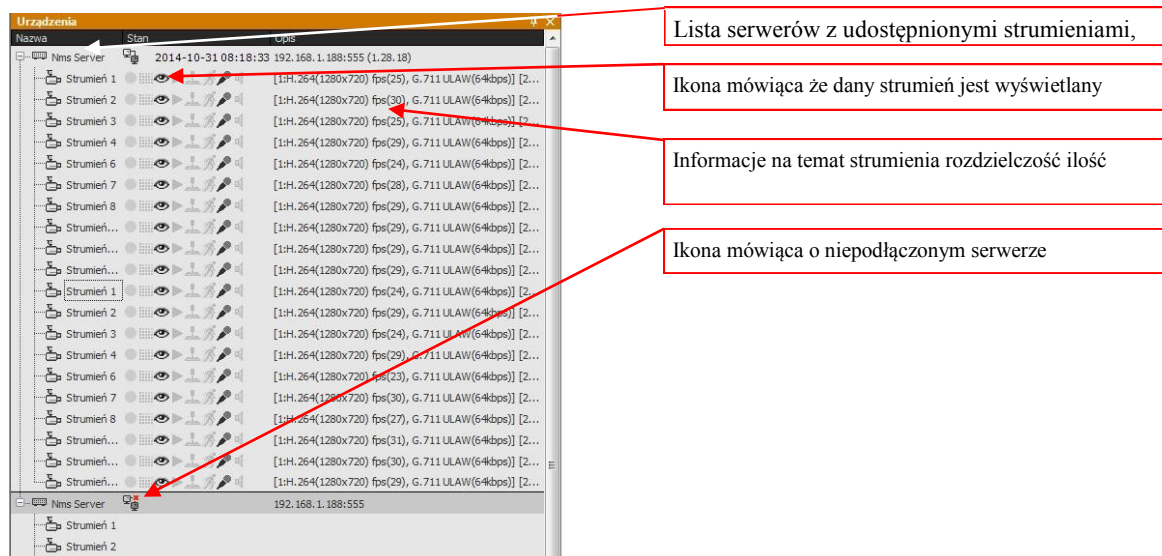 Urządzenia
Nazwa Stan Opis
Nms Server 2014-10-31 08:18:33 192.168.1.188:555 (1.28.18)
Strumień 1 [1:H.264(1280x720) fps(25), G.711 ULAW(64kbps)] [2...
Strumień 2 [1:H.264(1280x720) fps(30), G.711 ULAW(64kbps)] [2...
Strumień 3 [1:H.264(1280x720) fps(25), G.711 ULAW(64kbps)] [2...
Strumień 4 [1:H.264(1280x720) fps(29), G.711 ULAW(64kbps)] [2...
Strumień 6 [1:H.264(1280x720) fps(24), G.711 ULAW(64kbps)] [2...
Strumień 7 [1:H.264(1280x720) fps(28), G.711 ULAW(64kbps)] [2...
Strumień 8 [1:H.264(1280x720) fps(29), G.711 ULAW(64kbps)] [2...
Strumień... [1:H.264(1280x720) fps(29), G.711 ULAW(64kbps)] [2...
Strumień... [1:H.264(1280x720) fps(29), G.711 ULAW(64kbps)] [2...
Strumień... [1:H.264(1280x720) fps(29), G.711 ULAW(64kbps)] [2...
Strumień 1 [1:H.264(1280x720) fps(24), G.711 ULAW(64kbps)] [2...
Strumień 2 [1:H.264(1280x720) fps(29), G.711 ULAW(64kbps)] [2...
Strumień 3 [1:H.264(1280x720) fps(24), G.711 ULAW(64kbps)] [2...
Strumień 4 [1:H.264(1280x720) fps(29), G.711 ULAW(64kbps)] [2...
Strumień 6 [1:H.264(1280x720) fps(23), G.711 ULAW(64kbps)] [2...
Strumień 7 [1:H.264(1280x720) fps(30), G.711 ULAW(64kbps)] [2...
Strumień 8 [1:H.264(1280x720) fps(27), G.711 ULAW(64kbps)] [2...
Strumień... [1:H.264(1280x720) fps(31), G.711 ULAW(64kbps)] [2...
Strumień... [1:H.264(1280x720) fps(30), G.711 ULAW(64kbps)] [2...
Strumień... [1:H.264(1280x720) fps(29), G.711 ULAW(64kbps)] [2...
Nms Server 192.168.1.188:555
Strumień 1
Strumień 2
Lista serwerów z udostępnionymi strumieniami,
Ikona mówiąca że dany strumień jest wyświetlany
Informacje na temat strumienia rozdzielczość ilość
Ikona mówiąca o niepodłączonym serwerze